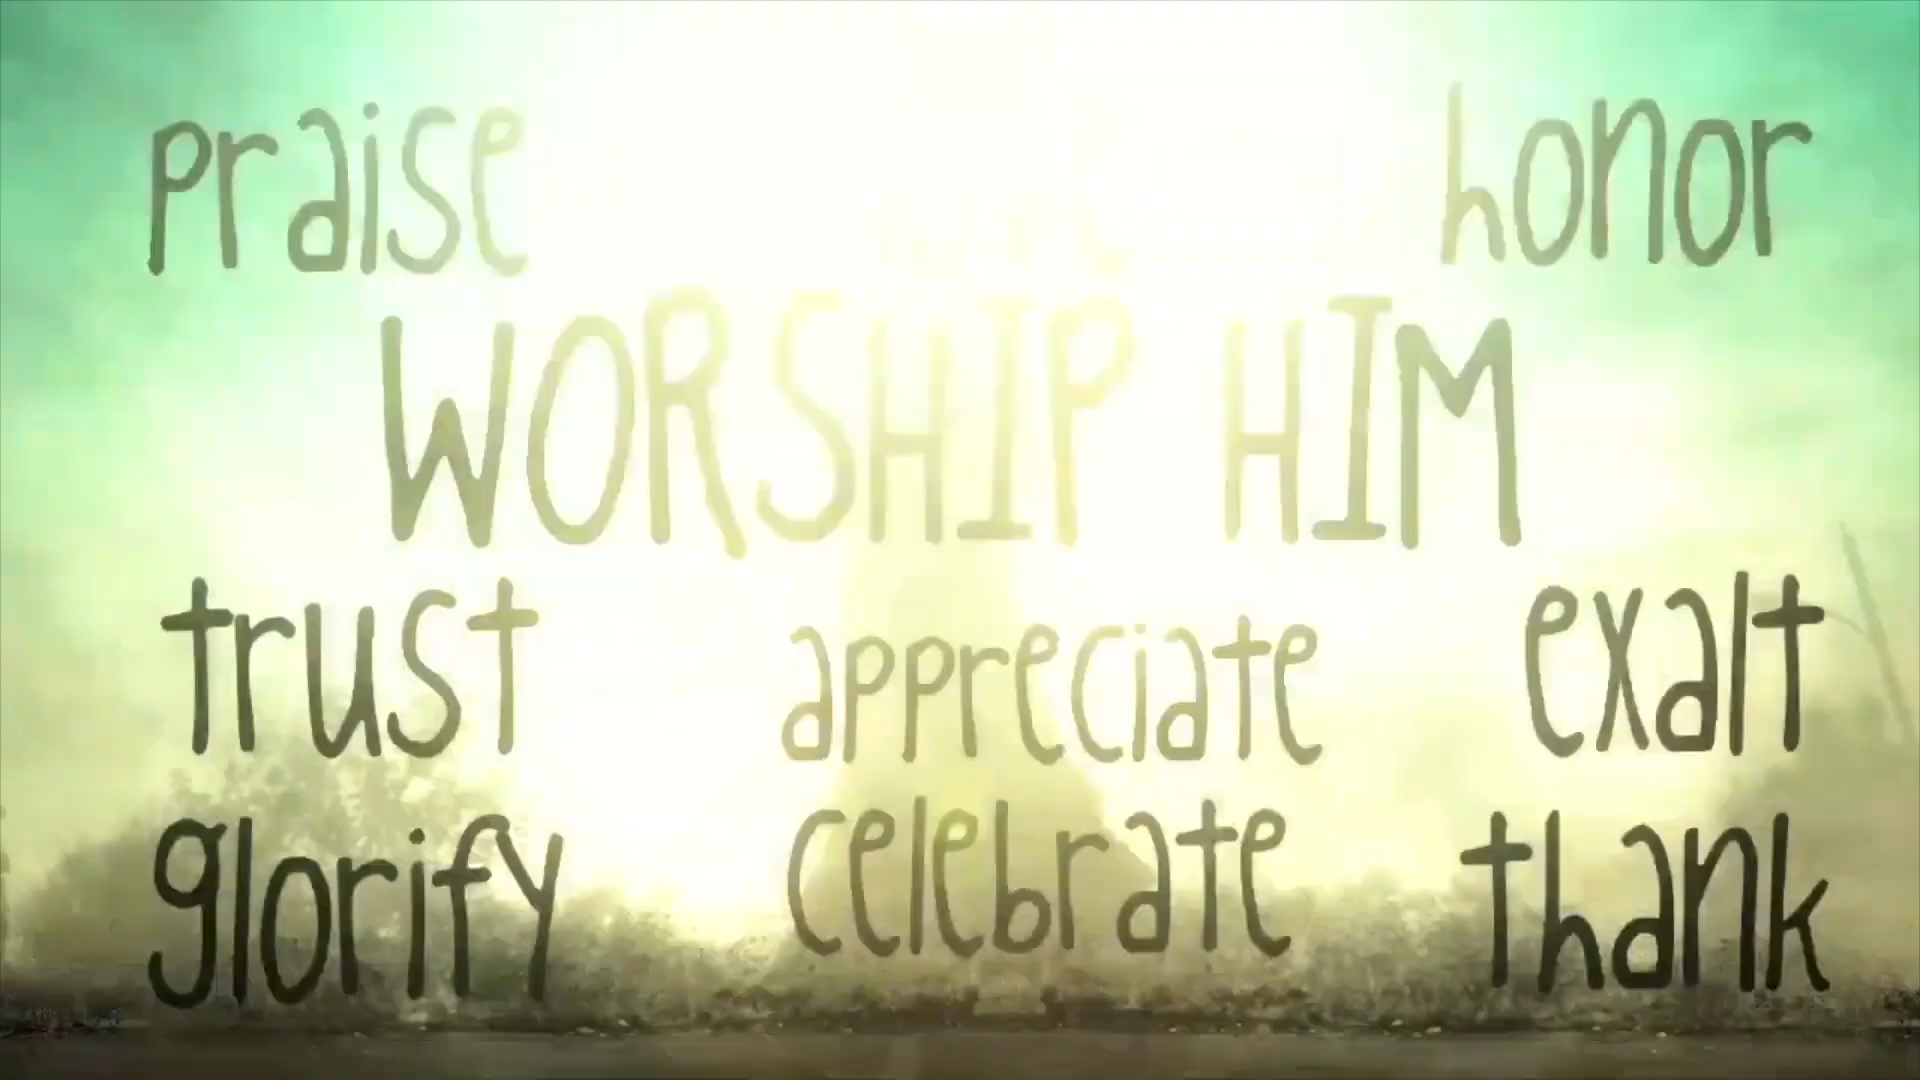 praise honor
WORSHIP HIM
trust appreciate exalt
glorify celebrate thank